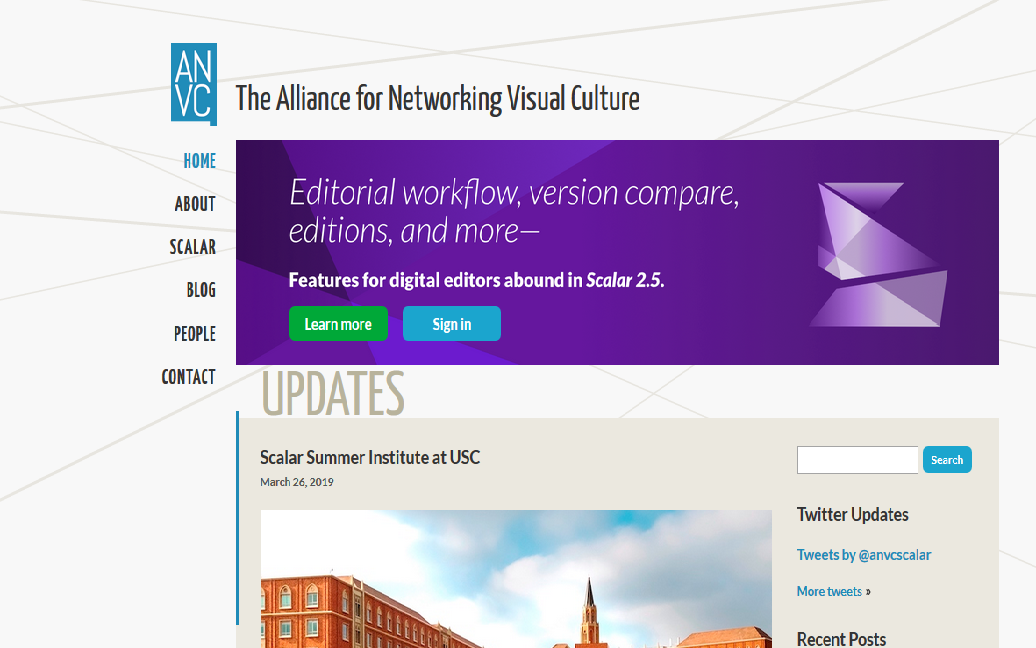 AN
VC
The Alliance for Networking Visual Culture
HOME
ABOUT
SCALAR
BLOG
PEOPLE
CONTACT
Editorial workflow, version compare,
editions, and more—
Features for digital editors abound in Scalar 2.5.
Learn more
Sign in
UPDATES
Scalar Summer Institute at USC
March 26, 2019
Search
Twitter Updates
Tweets by @anvcscalar
More tweets »
Recent Posts